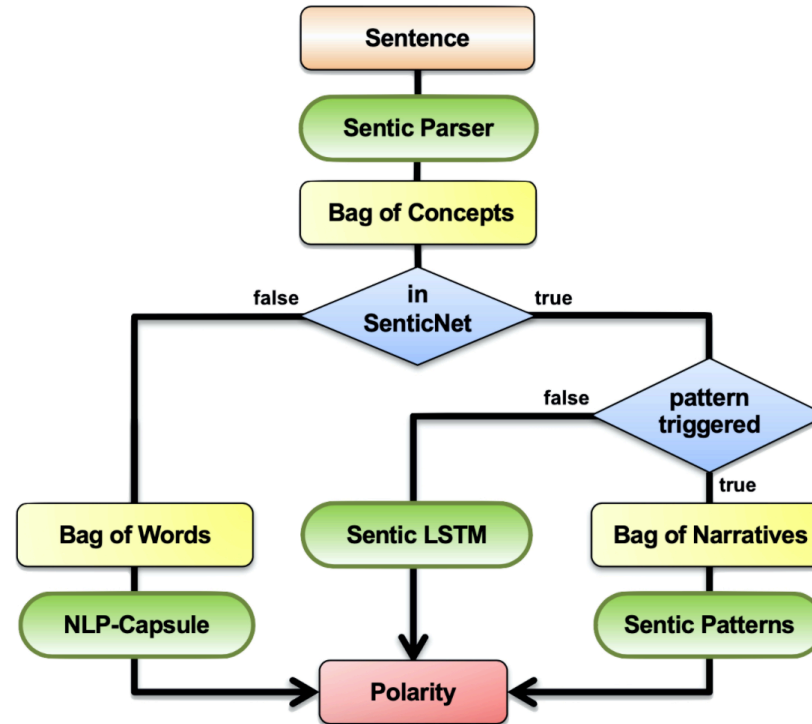 Sentence
Sentic Parser
Bag of Concepts
false
in
SenticNet
true
false
pattern
triggered
true
Bag of Words
Sentic LSTM
Bag of Narratives
NLP-Capsule
Sentic Patterns
Polarity